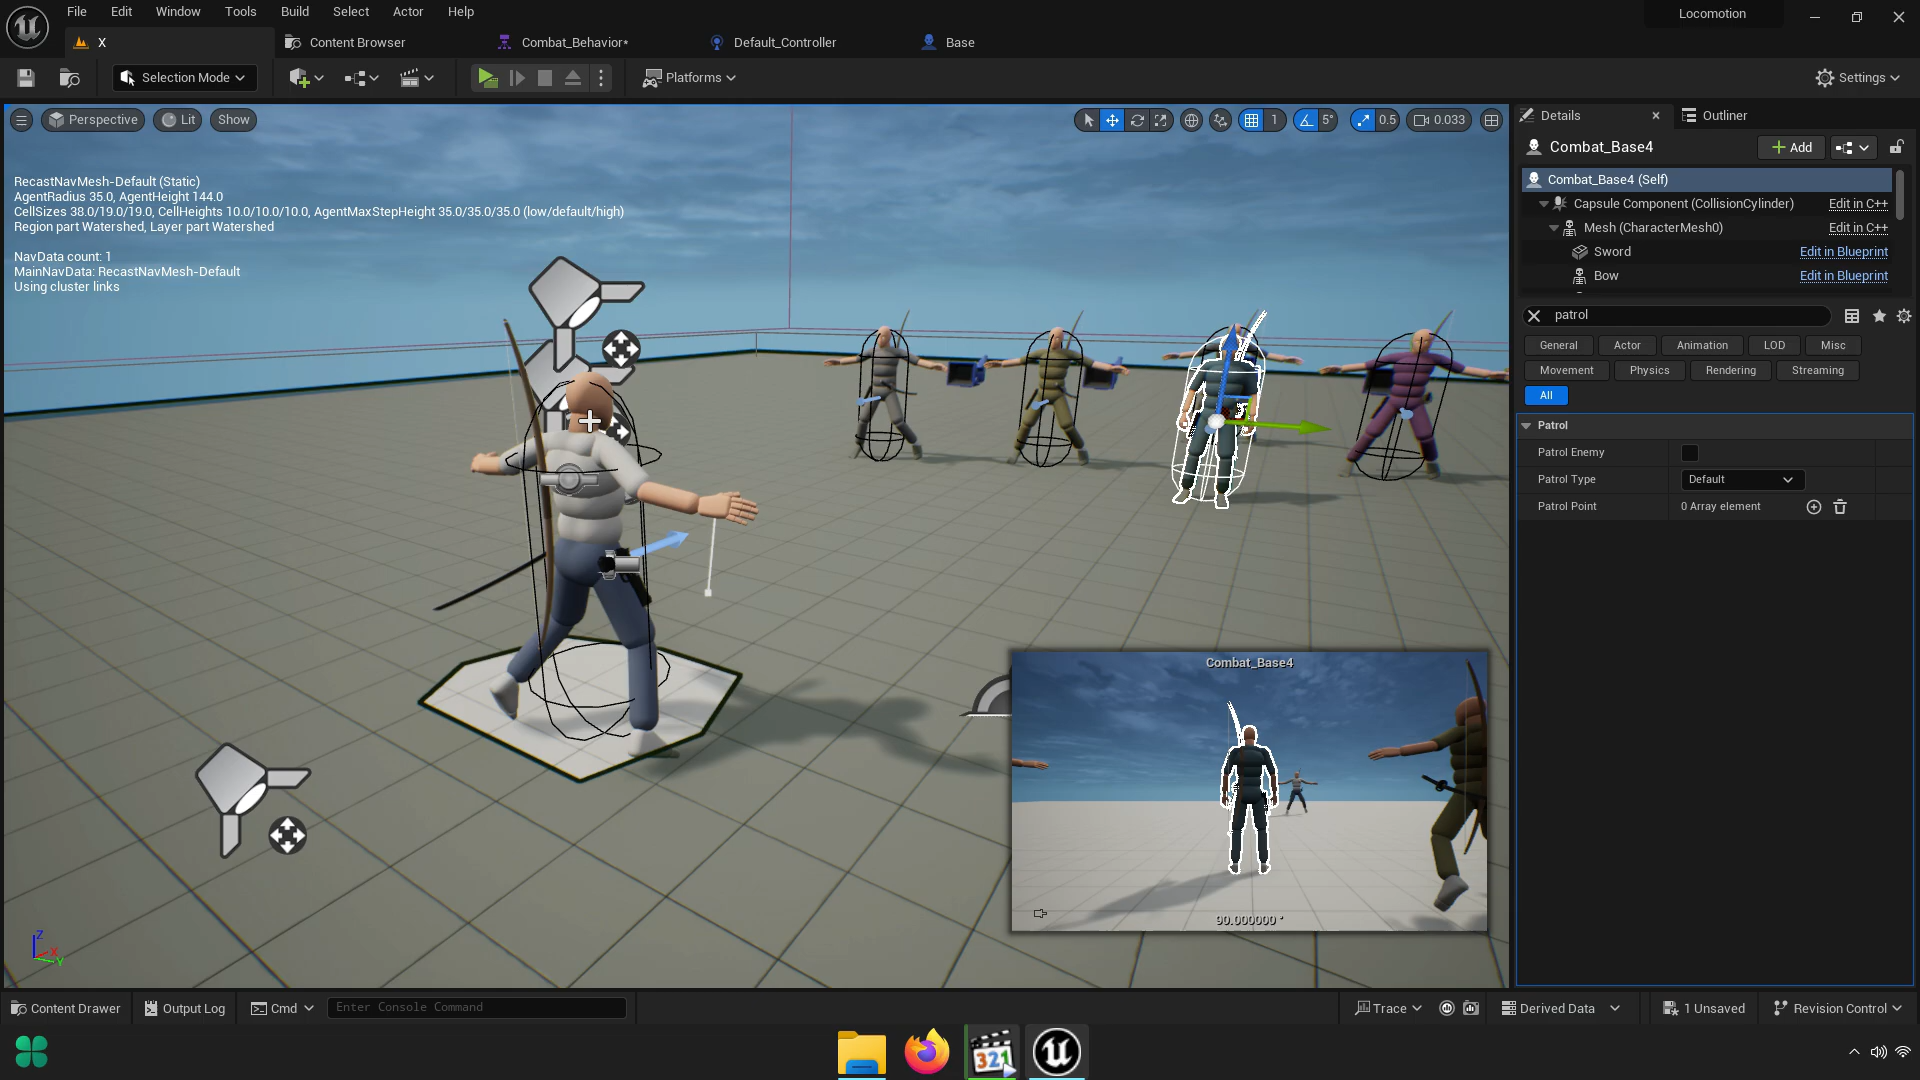 File Edit Window Tools Build Select Actor Help
Locomotion
X
Content Browser
Combat_Behavior*
Default_Controller
Base
Selection Mode
Platforms
Settings
Perspective
Lit
Show
1
5°
0.5
0.033
RecastNavMesh-Default (Static)
AgentRadius 35.0, AgentHeight 144.0
CellSizes 38.0/19.0/19.0, CellHeights 10.0/10.0/10.0, AgentMaxStepHeight 35.0/35.0/35.0 (low/default/high)
Region part Watershed, Layer part Watershed
NavData count: 1
MainNavData: RecastNavMesh-Default
Using cluster links
Combat_Base4
90.000000 °
Z
X
Y
Details
Outliner
Combat_Base4
Add
Combat_Base4 (Self)
Capsule Component (CollisionCylinder) Edit in C++
Mesh (CharacterMesh0) Edit in C++
Sword Edit in Blueprint
Bow Edit in Blueprint
patrol
General Actor Animation LOD Misc
Movement Physics Rendering Streaming
All
Patrol
Patrol Enemy
Patrol Type Default
Patrol Point 0 Array element
Content Drawer
Output Log
Cmd
Enter Console Command
Trace
Derived Data
1 Unsaved
Revision Control
321